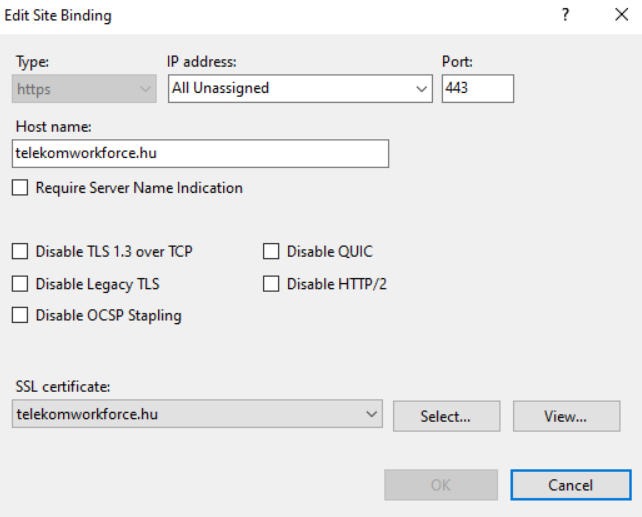 Edit Site Binding
?
Type:
IP address:
Port:
https
All Unassigned
443
Host name:
telekomworkforce.hu
Require Server Name Indication
Disable TLS 1.3 over TCP
Disable QUIC
Disable Legacy TLS
Disable HTTP/2
Disable OCSP Stapling
SSL certificate:
telekomworkforce.hu
Select...
View...
OK
Cancel